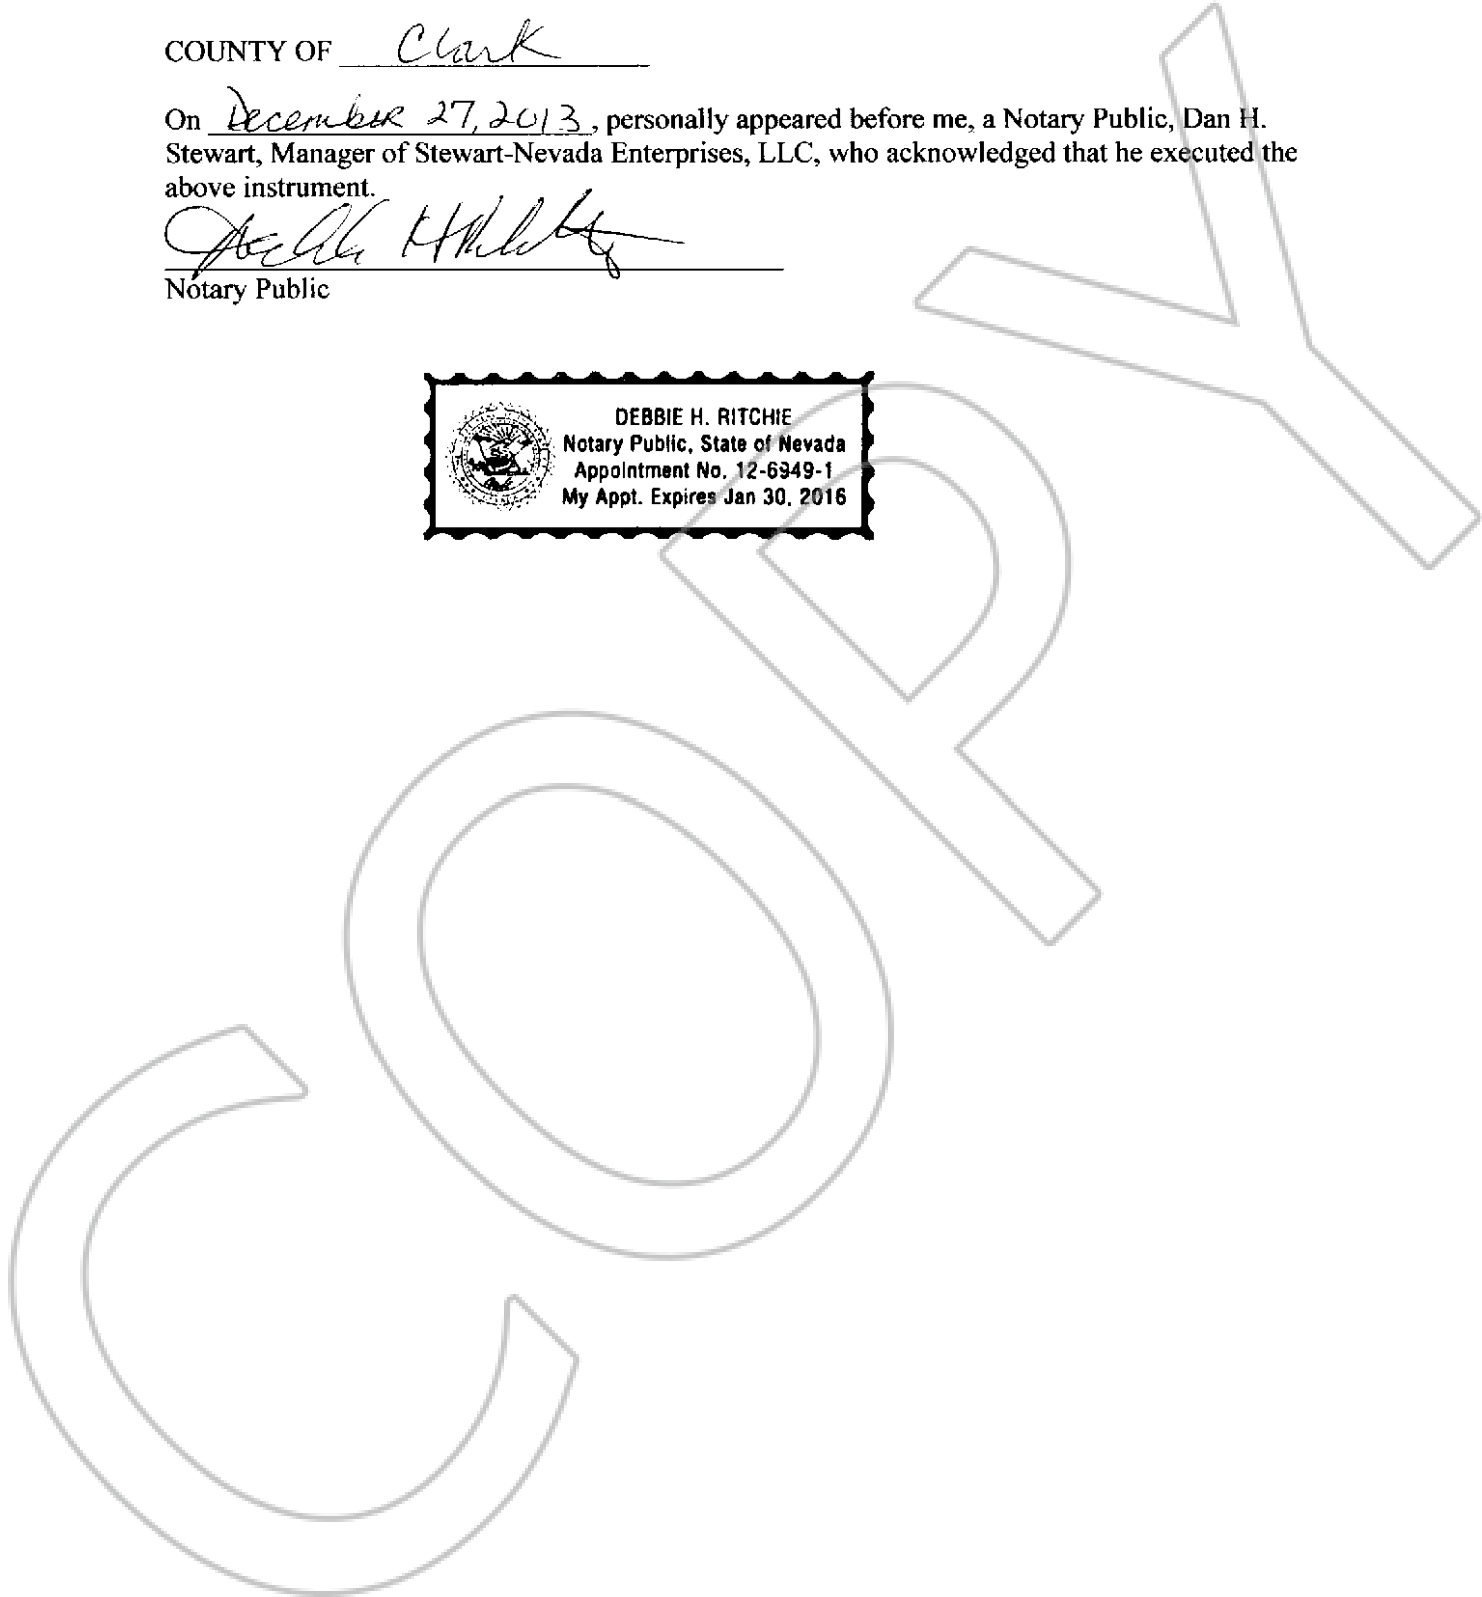 COUNTY OF Clark
On December 27, 2013, personally appeared before me, a Notary Public, Dan H.
Stewart, Manager of Stewart-Nevada Enterprises, LLC, who acknowledged that he executed the
above instrument.
Notary Public
DEBBIE H. RITCHIE
Notary Public, State of Nevada
Appointment No. 12-6949-1
My Appt. Expires Jan 30, 2016
COPY